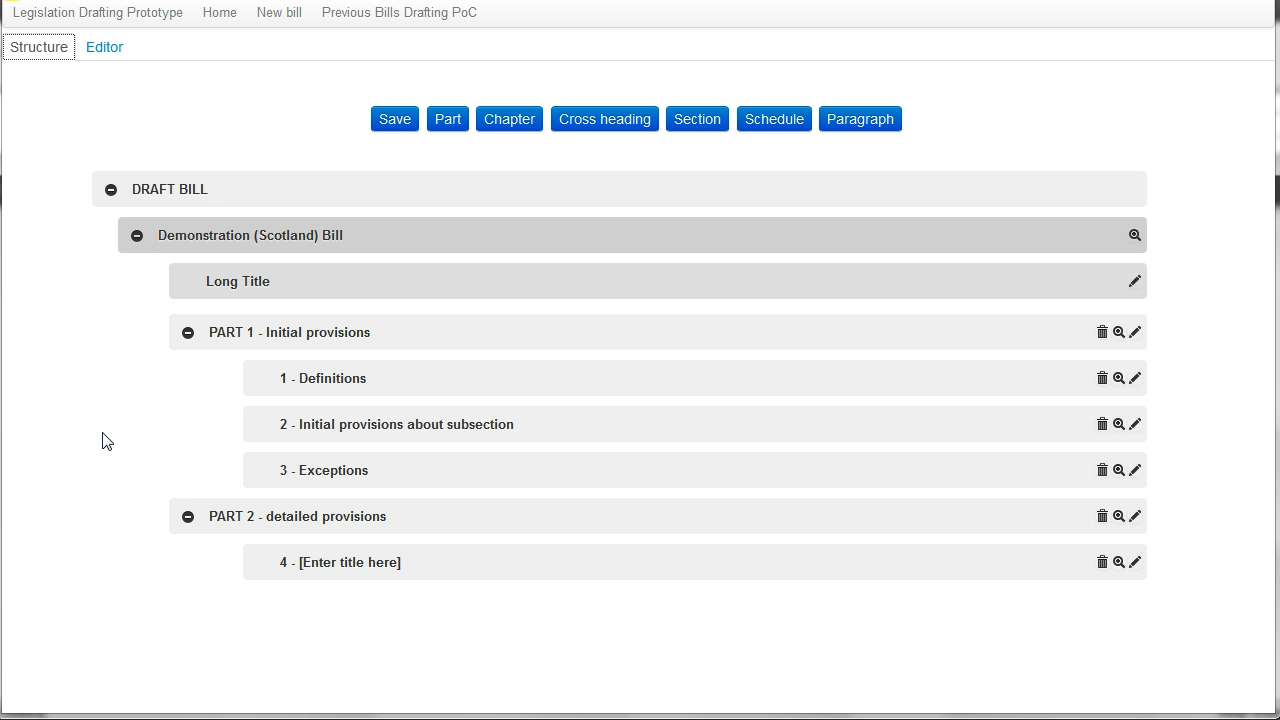 Legislation Drafting Prototype Home New bill Previous Bills Drafting PoC
Structure Editor
Save Part Chapter Cross heading Section Schedule Paragraph
DRAFT BILL
Demonstration (Scotland) Bill
Long Title
PART 1 - Initial provisions
1 - Definitions
2 - Initial provisions about subsection
3 - Exceptions
PART 2 - detailed provisions
4 - [Enter title here]